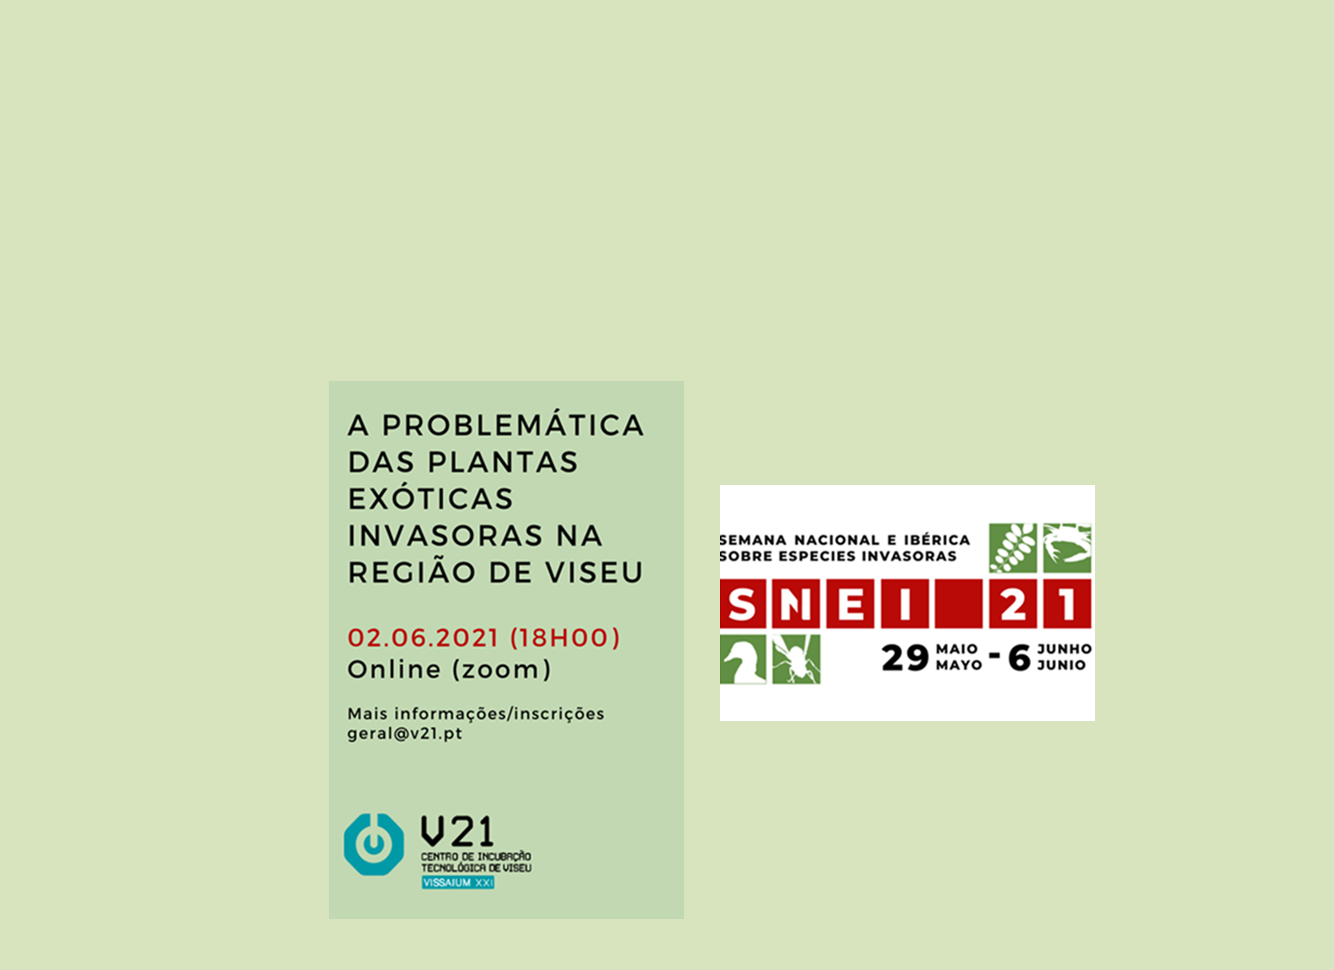 A PROBLEMÁTICA
DAS PLANTAS
EXÓTICAS
INVASORAS NA
REGIÃO DE VISEU
02.06.2021 (18H00)
Online (zoom)
Mais informações/inscrições
geral@v21.pt
V21
CENTRO DE INCUBAÇÃO
TECNOLÓGICA DE VISEU
VISSAIUM XXI
SEMANA NACIONAL E IBÉRICA
SOBRE ESPECIES INVASORAS
SNEI 21
29 MAIO MAYO - 6 JUNHO JUNIO